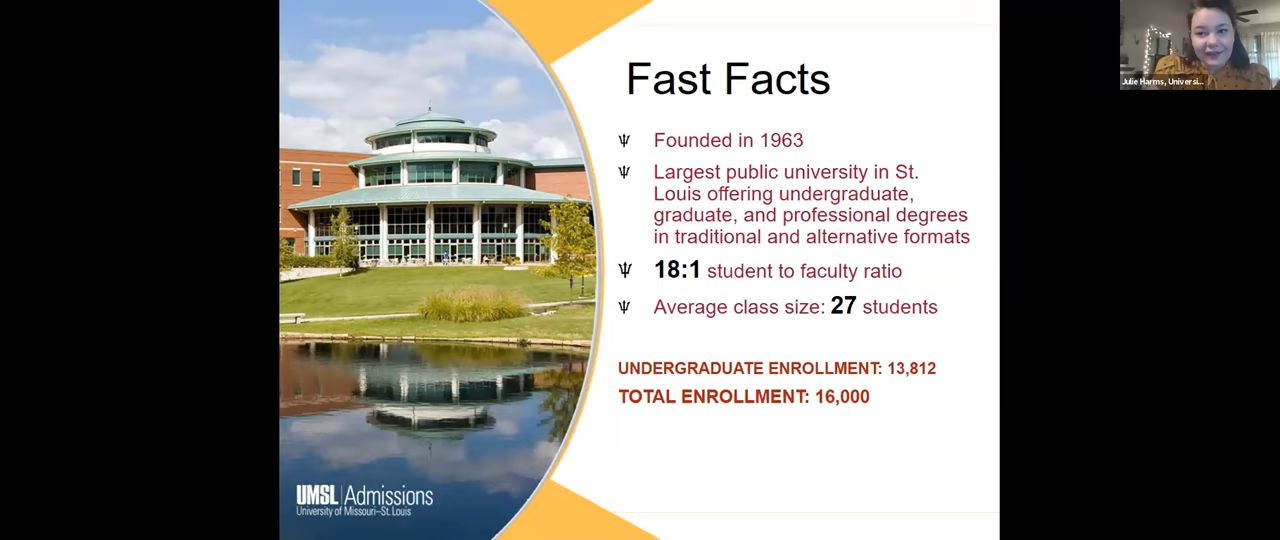 Fast Facts
Founded in 1963
Largest public university in St.
Louis offering undergraduate,
graduate, and professional degrees
in traditional and alternative formats
18:1 student to faculty ratio
Average class size: 27 students
UNDERGRADUATE ENROLLMENT: 13,812
TOTAL ENROLLMENT: 16,000
UMSL | Admissions
University of Missouri–St. Louis
Julie Harms, Universi...